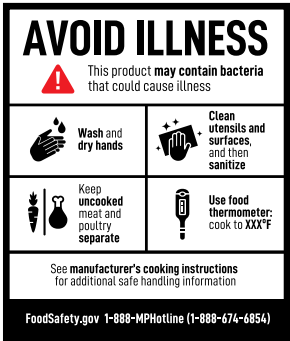 AVOID ILLNESS
This product may contain bacteria
that could cause illness
Wash and
dry hands
Clean
utensils and
surfaces,
and then
sanitize
Keep
uncooked
meat and
poultry
separate
Use food
thermometer:
cook to XXX°F
See manufacturer's cooking instructions
for additional safe handling information
FoodSafety.gov 1-888-MPHotline (1-888-674-6854)